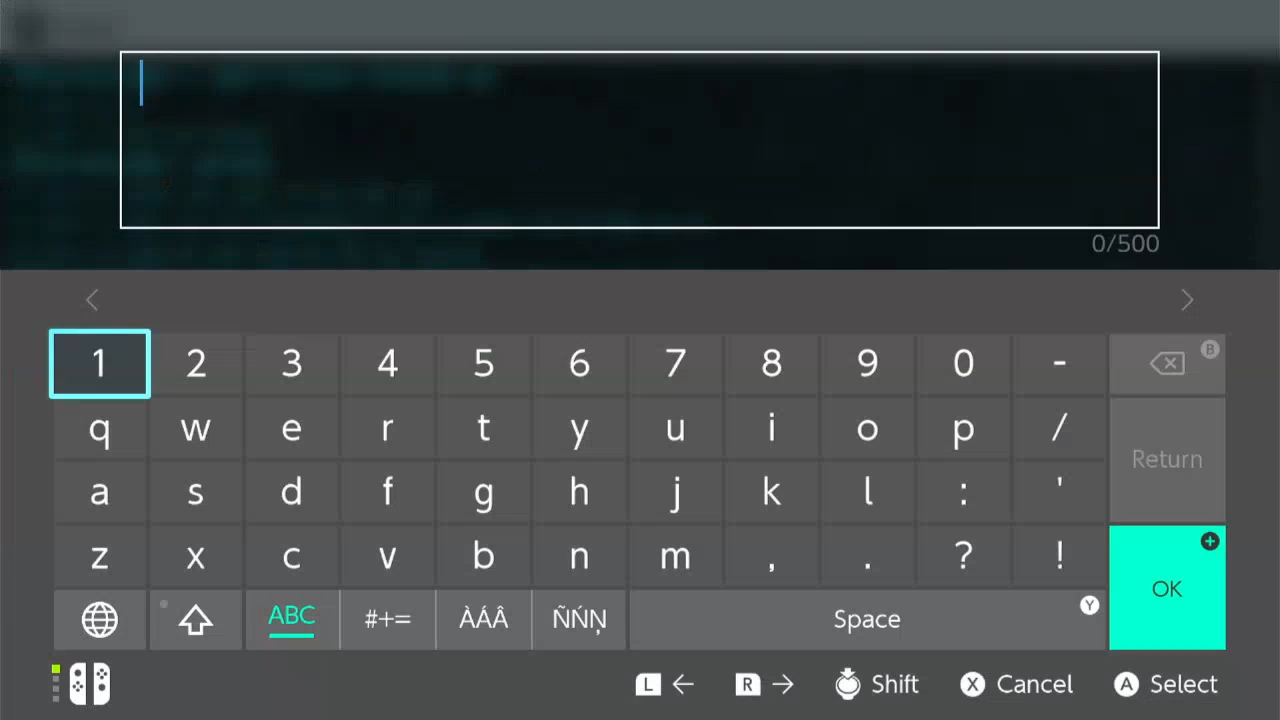 0/500
1 2 3 4 5 6 7 8 9 0 - B
q w e r t y u i o p /
Return
a s d f g h j k l : '
z x c v b n m , . ? !
OK
ABC #+= ÀÁÂ ÑŃŅ Space Y
L ← R → Shift X Cancel A Select